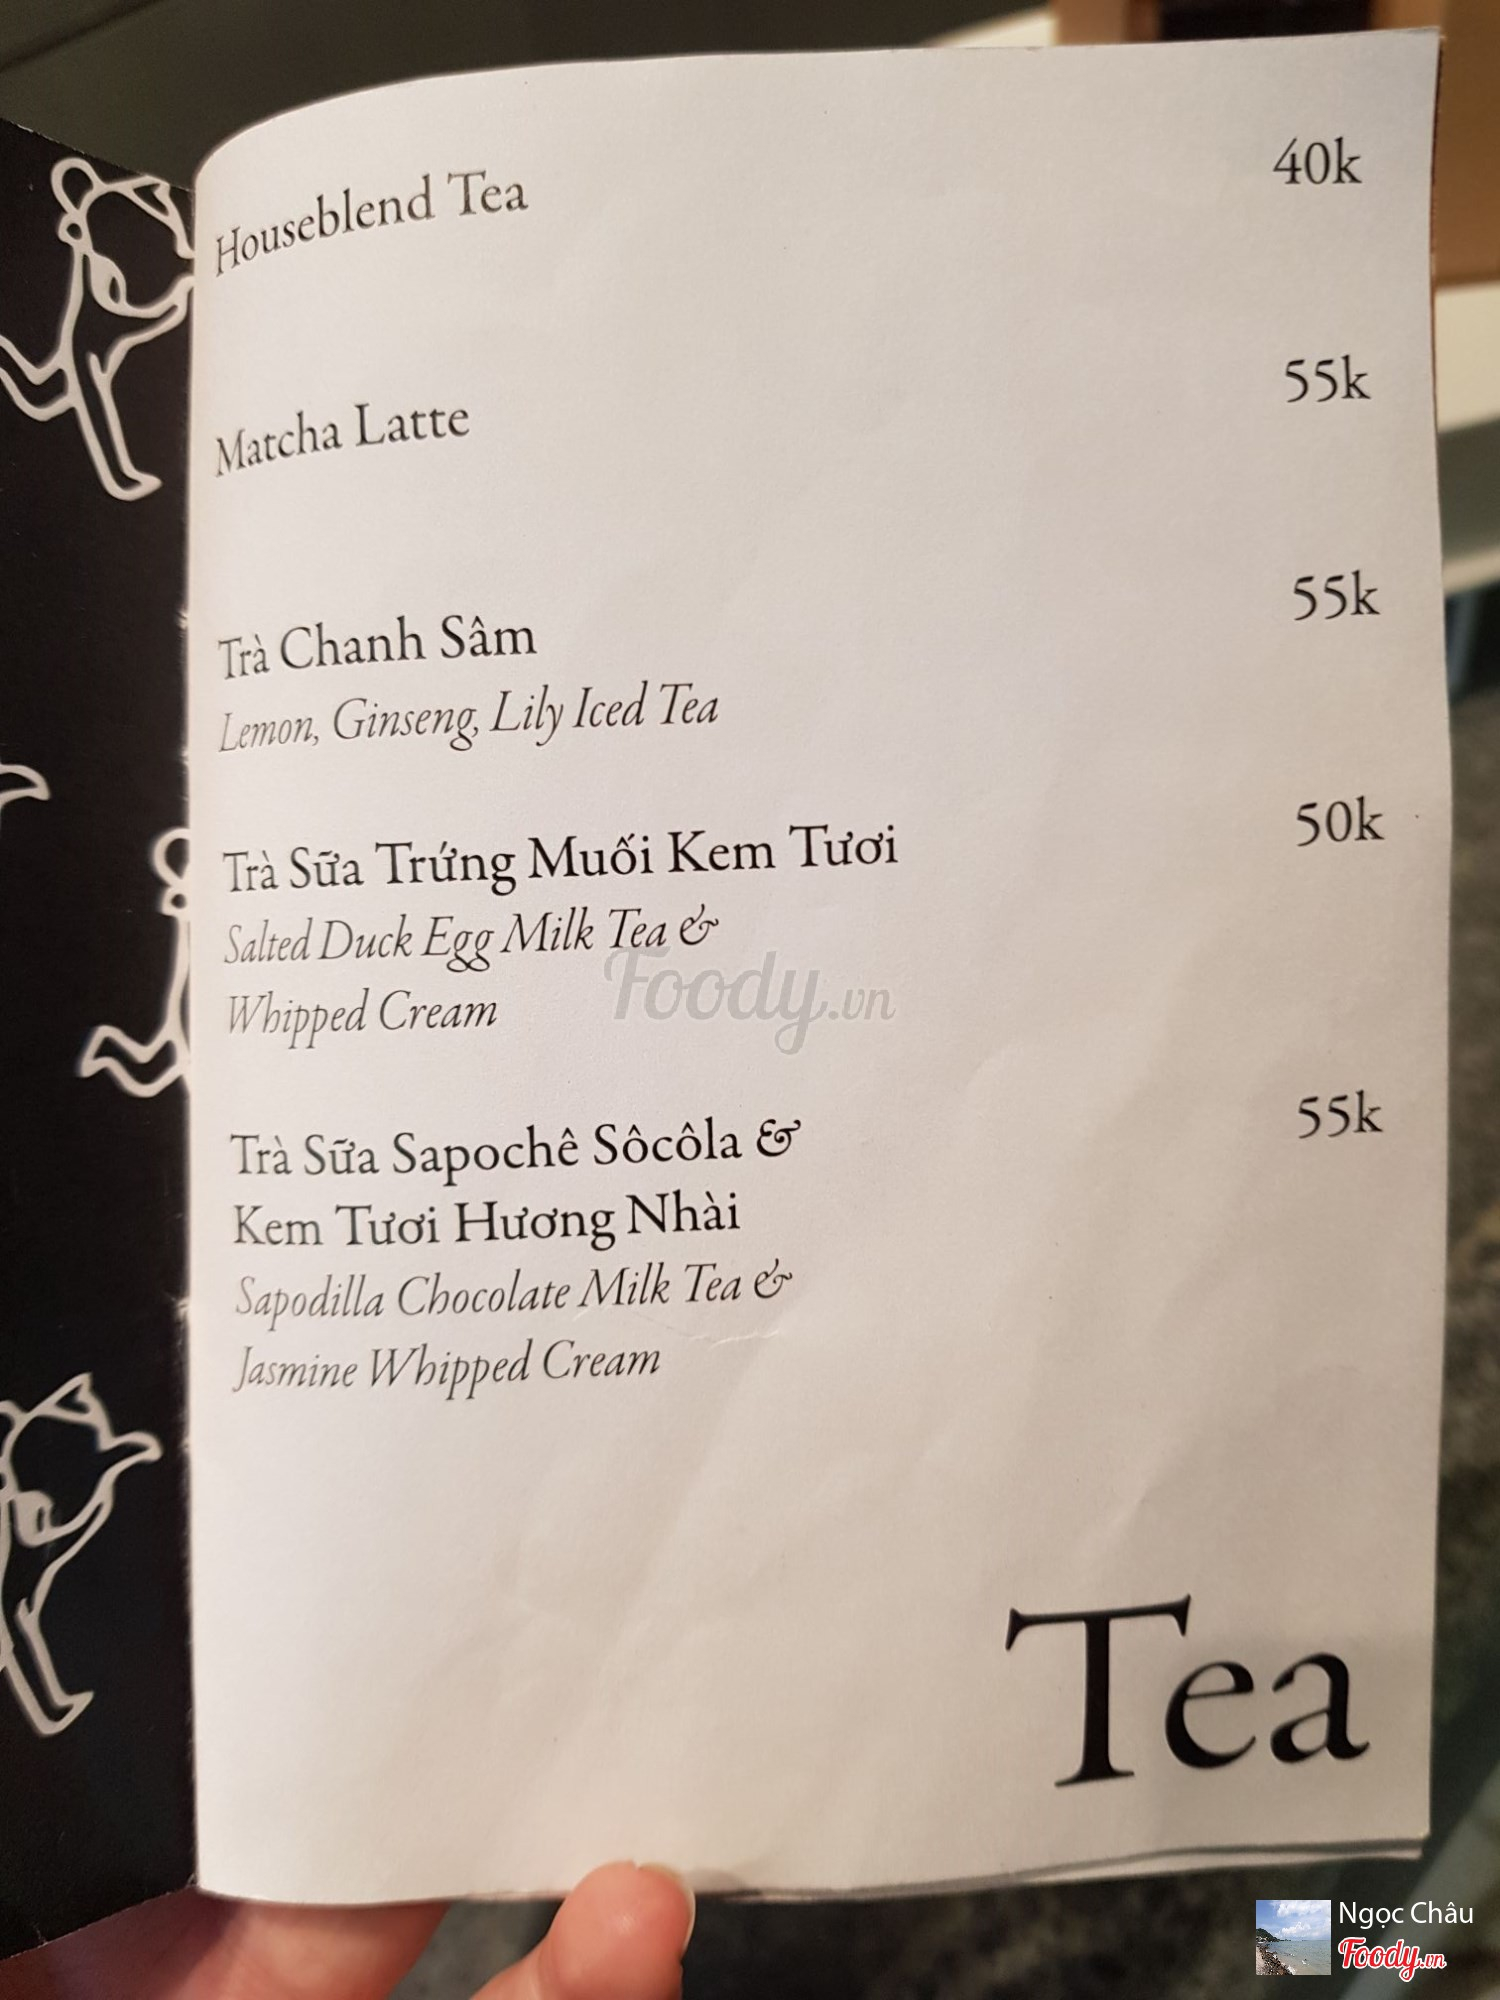 Houseblend Tea 40k
Matcha Latte 55k
Trà Chanh Sâm 55k
Lemon, Ginseng, Lily Iced Tea
Trà Sữa Trứng Muối Kem Tươi 50k
Salted Duck Egg Milk Tea &
Whipped Cream
Foody.vn
Trà Sữa Sapochê Sôcôla & 55k
Kem Tươi Hương Nhài
Sapodilla Chocolate Milk Tea &
Jasmine Whipped Cream
Tea
Ngọc Châu
Foody.vn